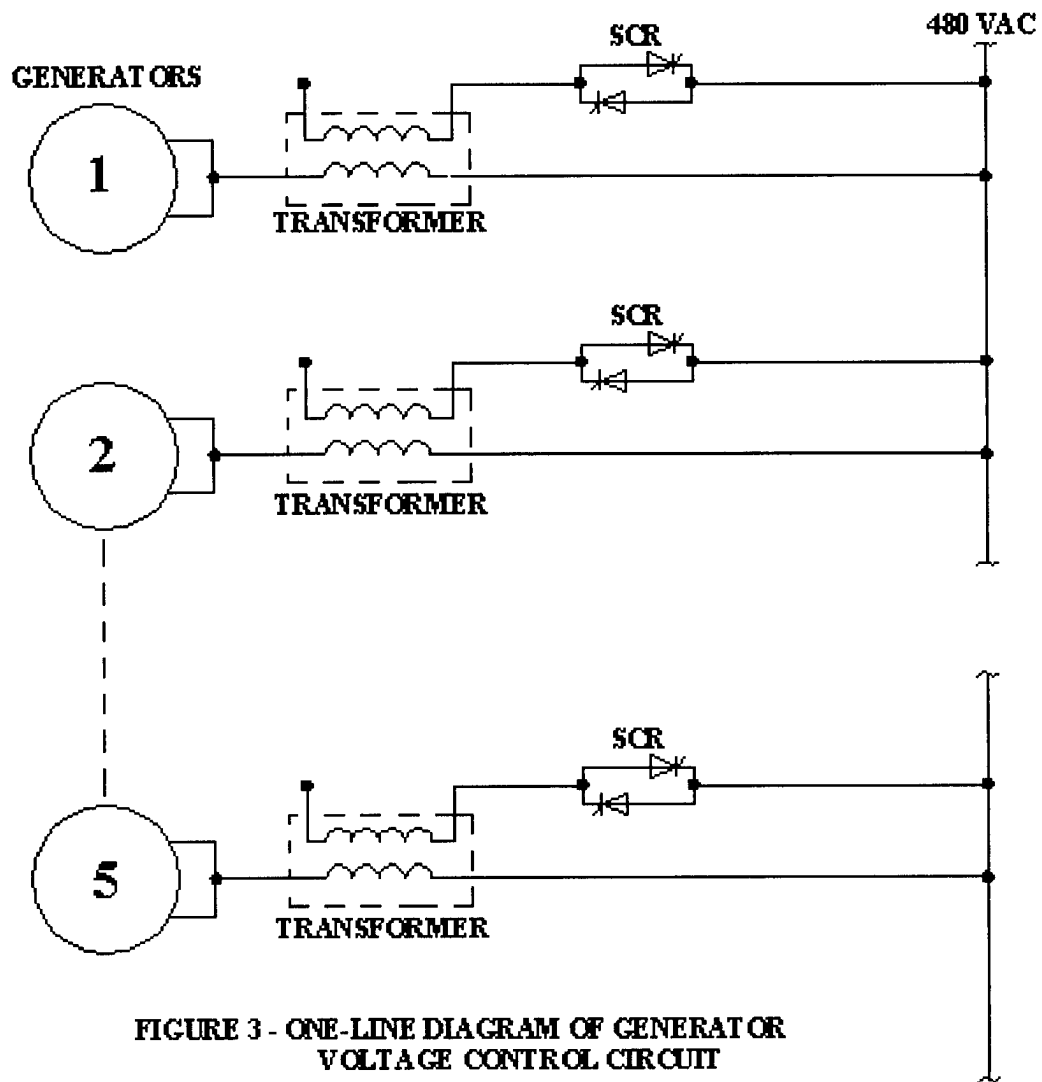 480 VAC
SCR
GENERATORS
1
TRANSFORMER
SCR
2
TRANSFORMER
SCR
5
TRANSFORMER
FIGURE 3 - ONE-LINE DIAGRAM OF GENERATOR
VOLTAGE CONTROL CIRCUIT